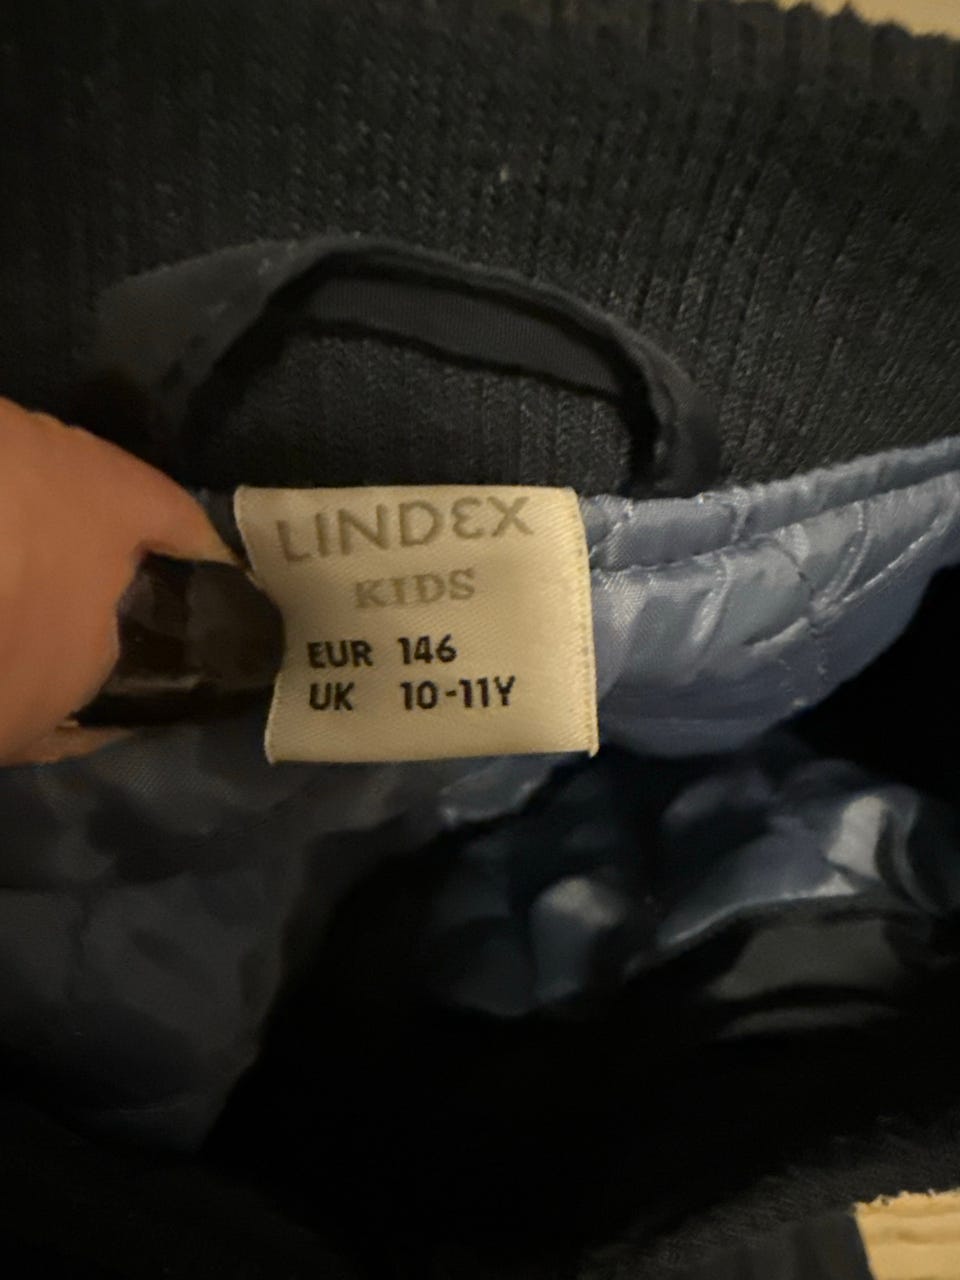 LINDEX
KIDS
EUR 146
UK 10-11Y